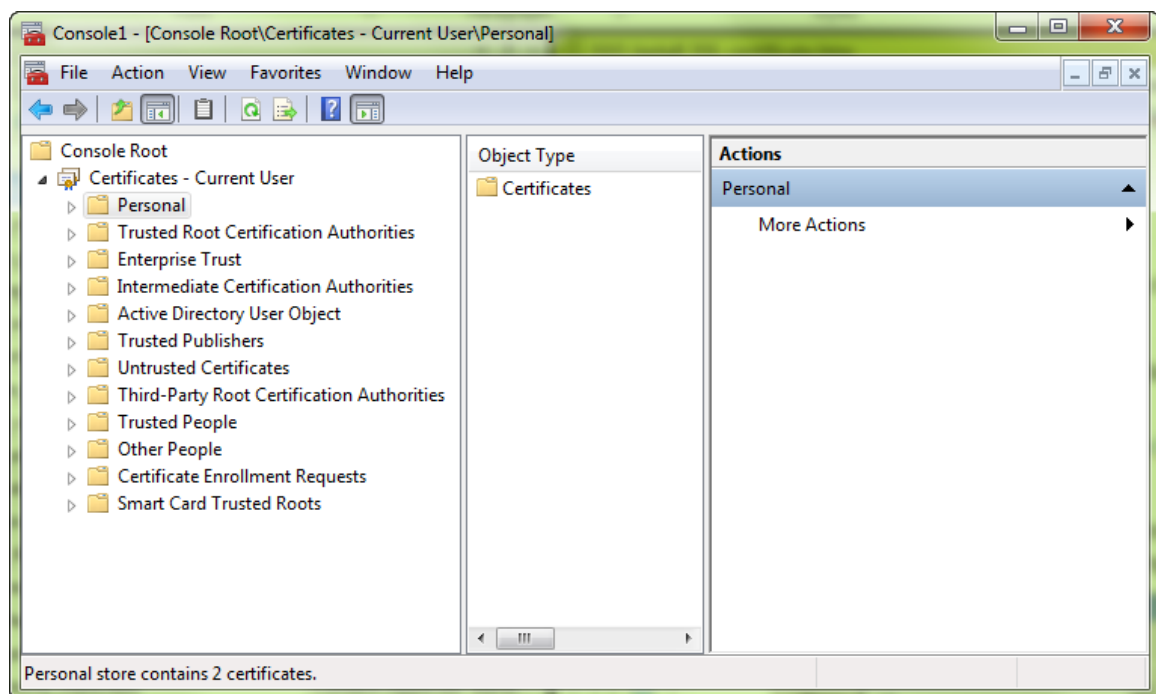 Console1 - [Console Root\Certificates - Current User\Personal]
File Action View Favorites Window Help
Console Root
Certificates - Current User
Personal
Trusted Root Certification Authorities
Enterprise Trust
Intermediate Certification Authorities
Active Directory User Object
Trusted Publishers
Untrusted Certificates
Third-Party Root Certification Authorities
Trusted People
Other People
Certificate Enrollment Requests
Smart Card Trusted Roots
Object Type
Certificates
Actions
Personal
More Actions
Personal store contains 2 certificates.